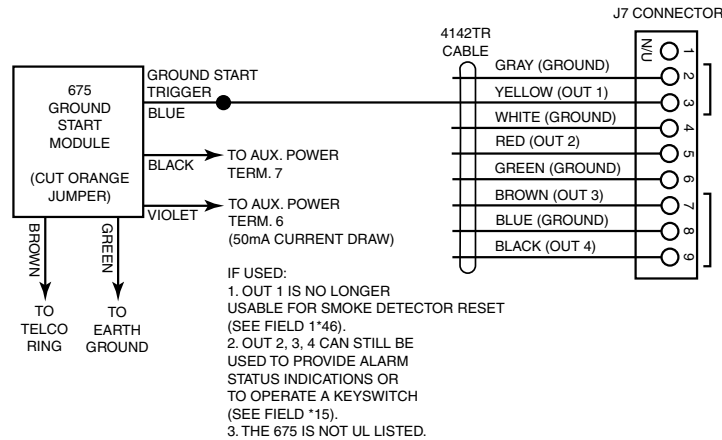 J7 CONNECTOR
4142TR
CABLE
N/U
1
GRAY (GROUND)
2
YELLOW (OUT 1)
3
WHITE (GROUND)
4
RED (OUT 2)
5
GREEN (GROUND)
6
BROWN (OUT 3)
7
BLUE (GROUND)
8
BLACK (OUT 4)
9
675
GROUND
START
MODULE
(CUT ORANGE
JUMPER)
GROUND START
TRIGGER
BLUE
BLACK
TO AUX. POWER
TERM. 7
VIOLET
TO AUX. POWER
TERM. 6
(50mA CURRENT DRAW)
BROWN
GREEN
TO
TELCO
RING
TO
EARTH
GROUND
IF USED:
1. OUT 1 IS NO LONGER
USABLE FOR SMOKE DETECTOR RESET
(SEE FIELD 1*46).
2. OUT 2, 3, 4 CAN STILL BE
USED TO PROVIDE ALARM
STATUS INDICATIONS OR
TO OPERATE A KEYSWITCH
(SEE FIELD *15).
3. THE 675 IS NOT UL LISTED.